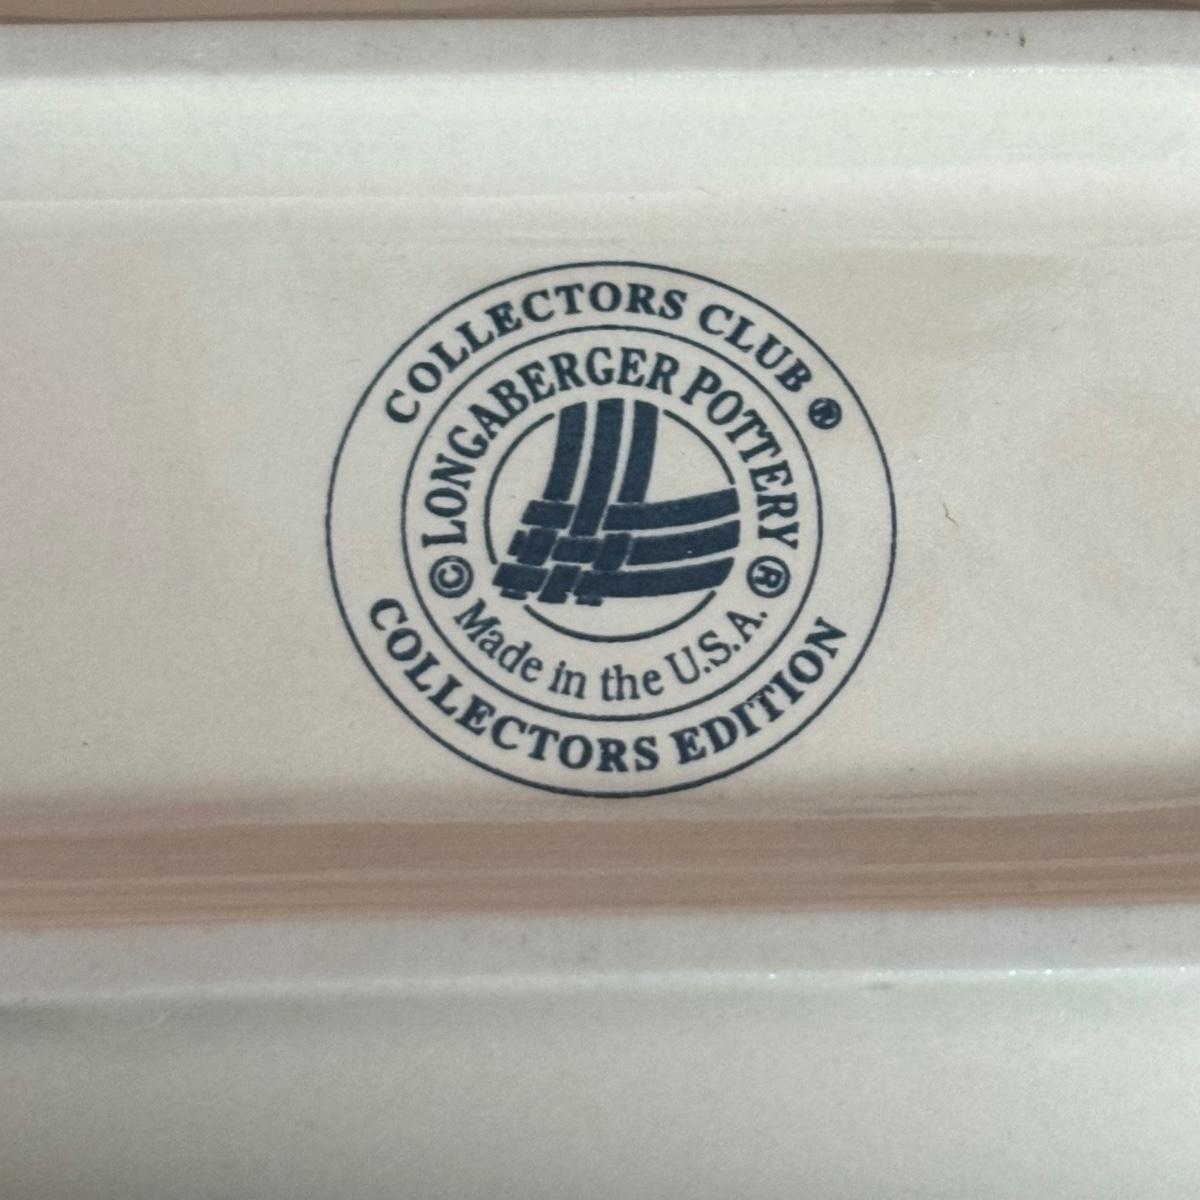 COLLECTORS CLUB ®
© LONGABERGER POTTERY ®
Made in the U.S.A.
COLLECTORS EDITION